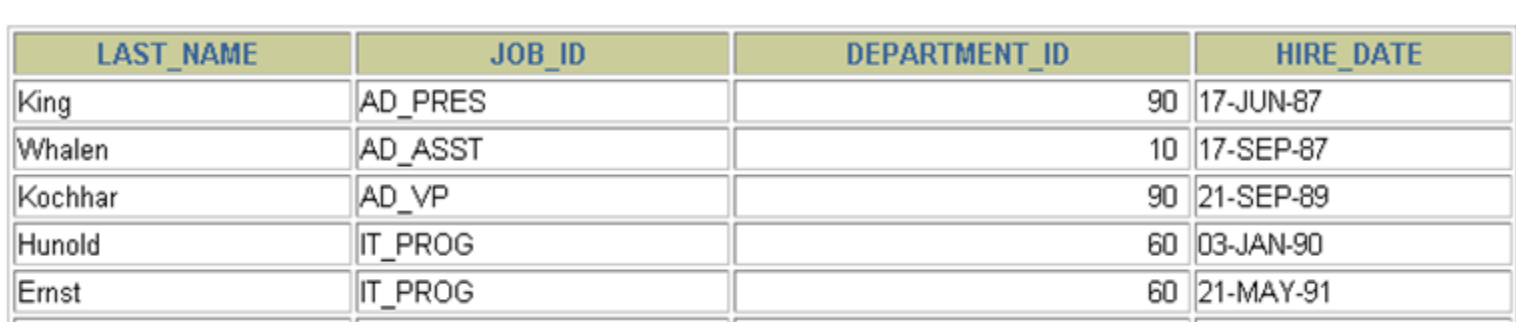 LAST_NAME JOB_ID DEPARTMENT_ID HIRE_DATE
King AD_PRES 90 17-JUN-87
Whalen AD_ASST 10 17-SEP-87
Kochhar AD_VP 90 21-SEP-89
Hunold IT_PROG 60 03-JAN-90
Ernst IT_PROG 60 21-MAY-91